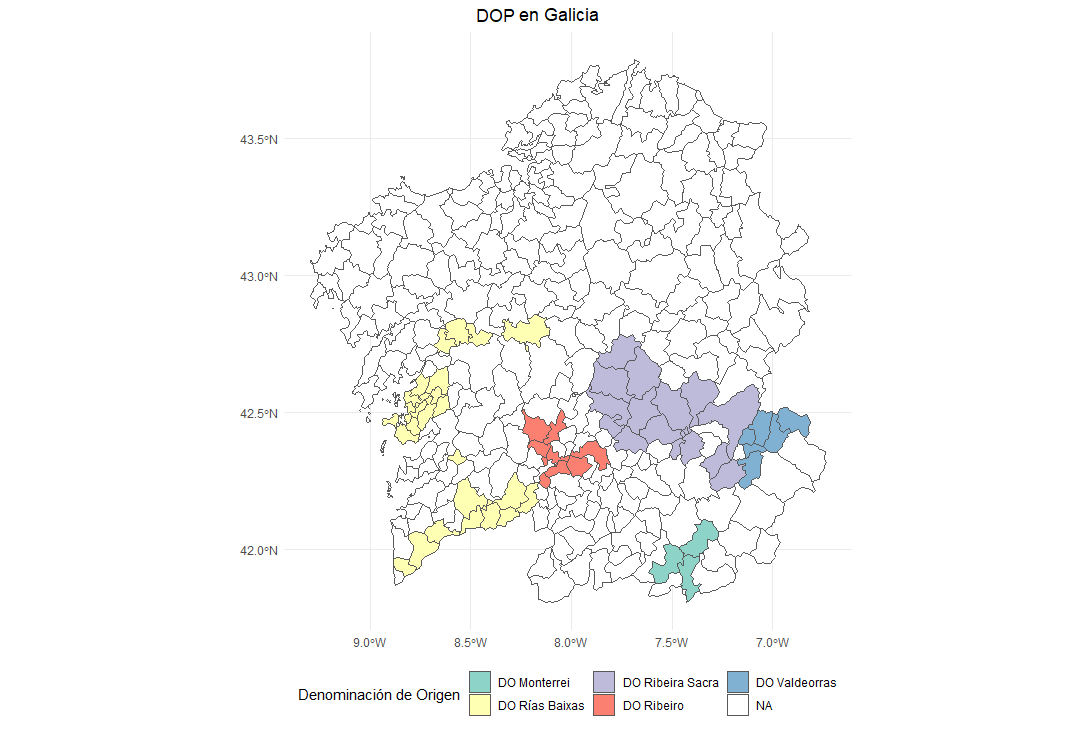 DOP en Galicia
43.5°N
43.0°N
42.5°N
42.0°N
9.0°W 8.5°W 8.0°W 7.5°W 7.0°W
Denominación de Origen
DO Monterrei DO Ribeira Sacra DO Valdeorras
DO Rías Baixas DO Ribeiro NA